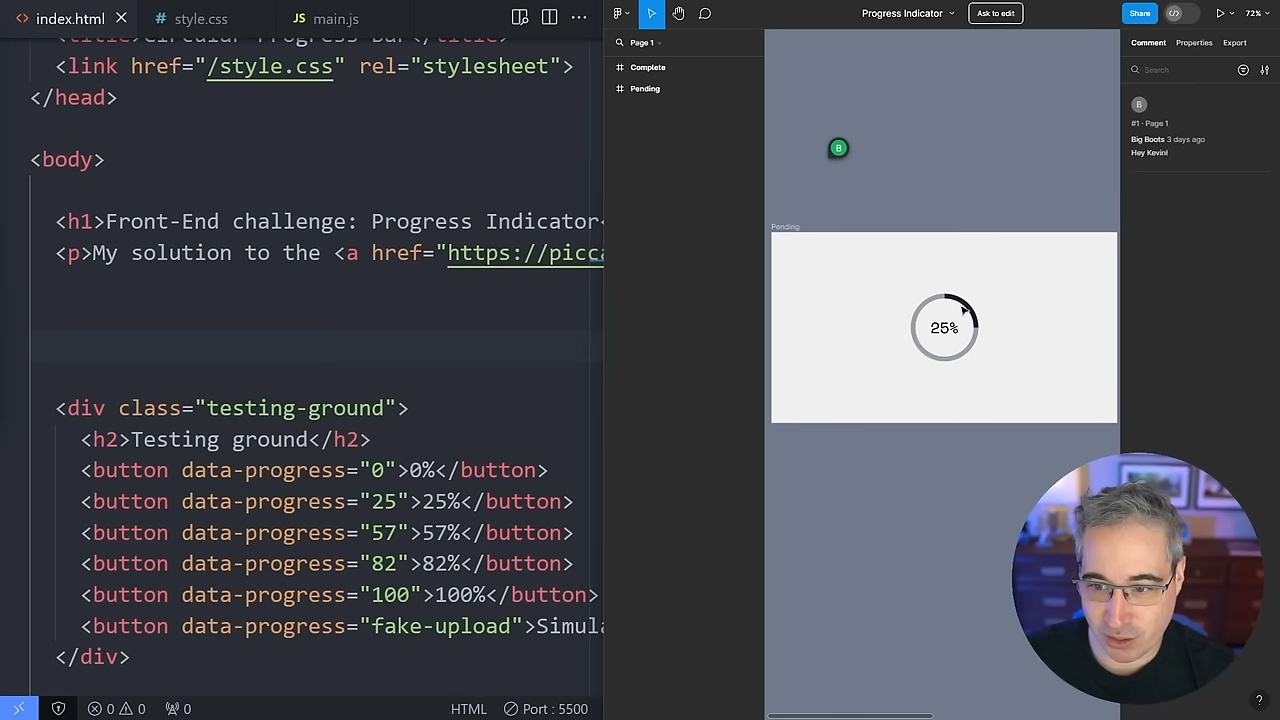 index.html
style.css
JS main.js
<title>Circular Progress Bar</title>
<link href="/style.css" rel="stylesheet">
</head>
<body>
<h1>Front-End challenge: Progress Indicator<
<p>My solution to the <a href="https://picca
<div class="testing-ground">
<h2>Testing ground</h2>
<button data-progress="0">0%</button>
<button data-progress="25">25%</button>
<button data-progress="57">57%</button>
<button data-progress="82">82%</button>
<button data-progress="100">100%</button>
<button data-progress="fake-upload">Simula
</div>
0 0 0
HTML
Port : 5500
Progress Indicator
Ask to edit
Share
72%
Page 1
Complete
Pending
B
Pending
25%
Comment Properties Export
Search
B
#1 · Page 1
Big Boots 3 days ago
Hey Kevin!
?